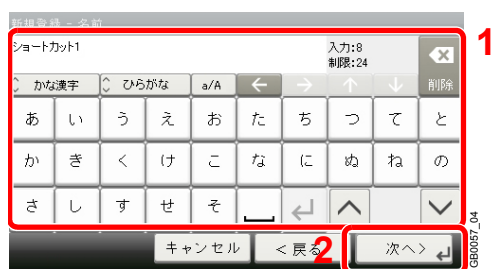 新規登録 - 名前
ショートカット1
入力:8
制限:24
削除
かな漢字 ひらがな a/A ← → ↑ ↓
あ い う え お た ち つ て と
か き く け こ な に ぬ ね の
さ し す せ そ
キャンセル < 戻る 次へ >
1
2
GB0057_04